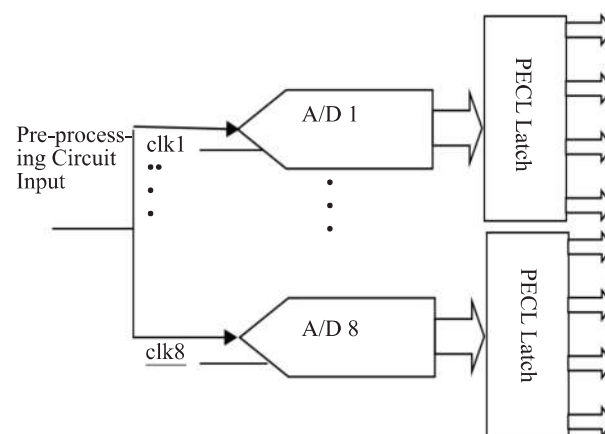 Pre-process-
ing Circuit
Input
clk1
A/D 1
PECL Latch
clk8
A/D 8
PECL Latch